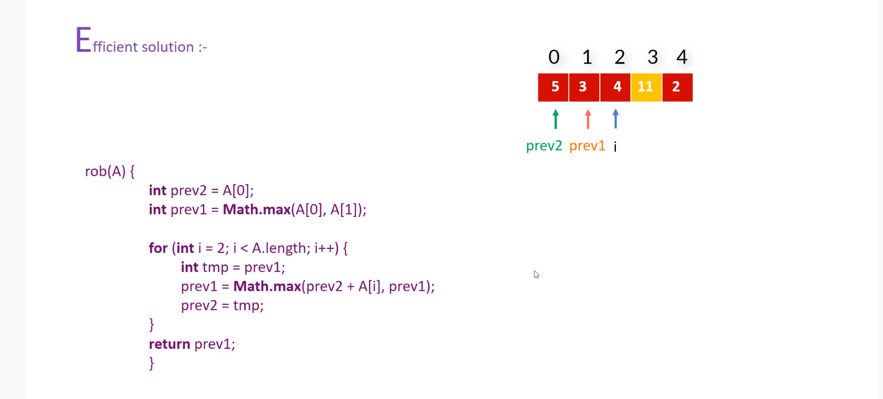 Efficient solution :-
0 1 2 3 4
5 3 4 11 2
prev2 prev1 i
rob(A) {
int prev2 = A[0];
int prev1 = Math.max(A[0], A[1]);
for (int i = 2; i < A.length; i++) {
int tmp = prev1;
prev1 = Math.max(prev2 + A[i], prev1);
prev2 = tmp;
}
return prev1;
}